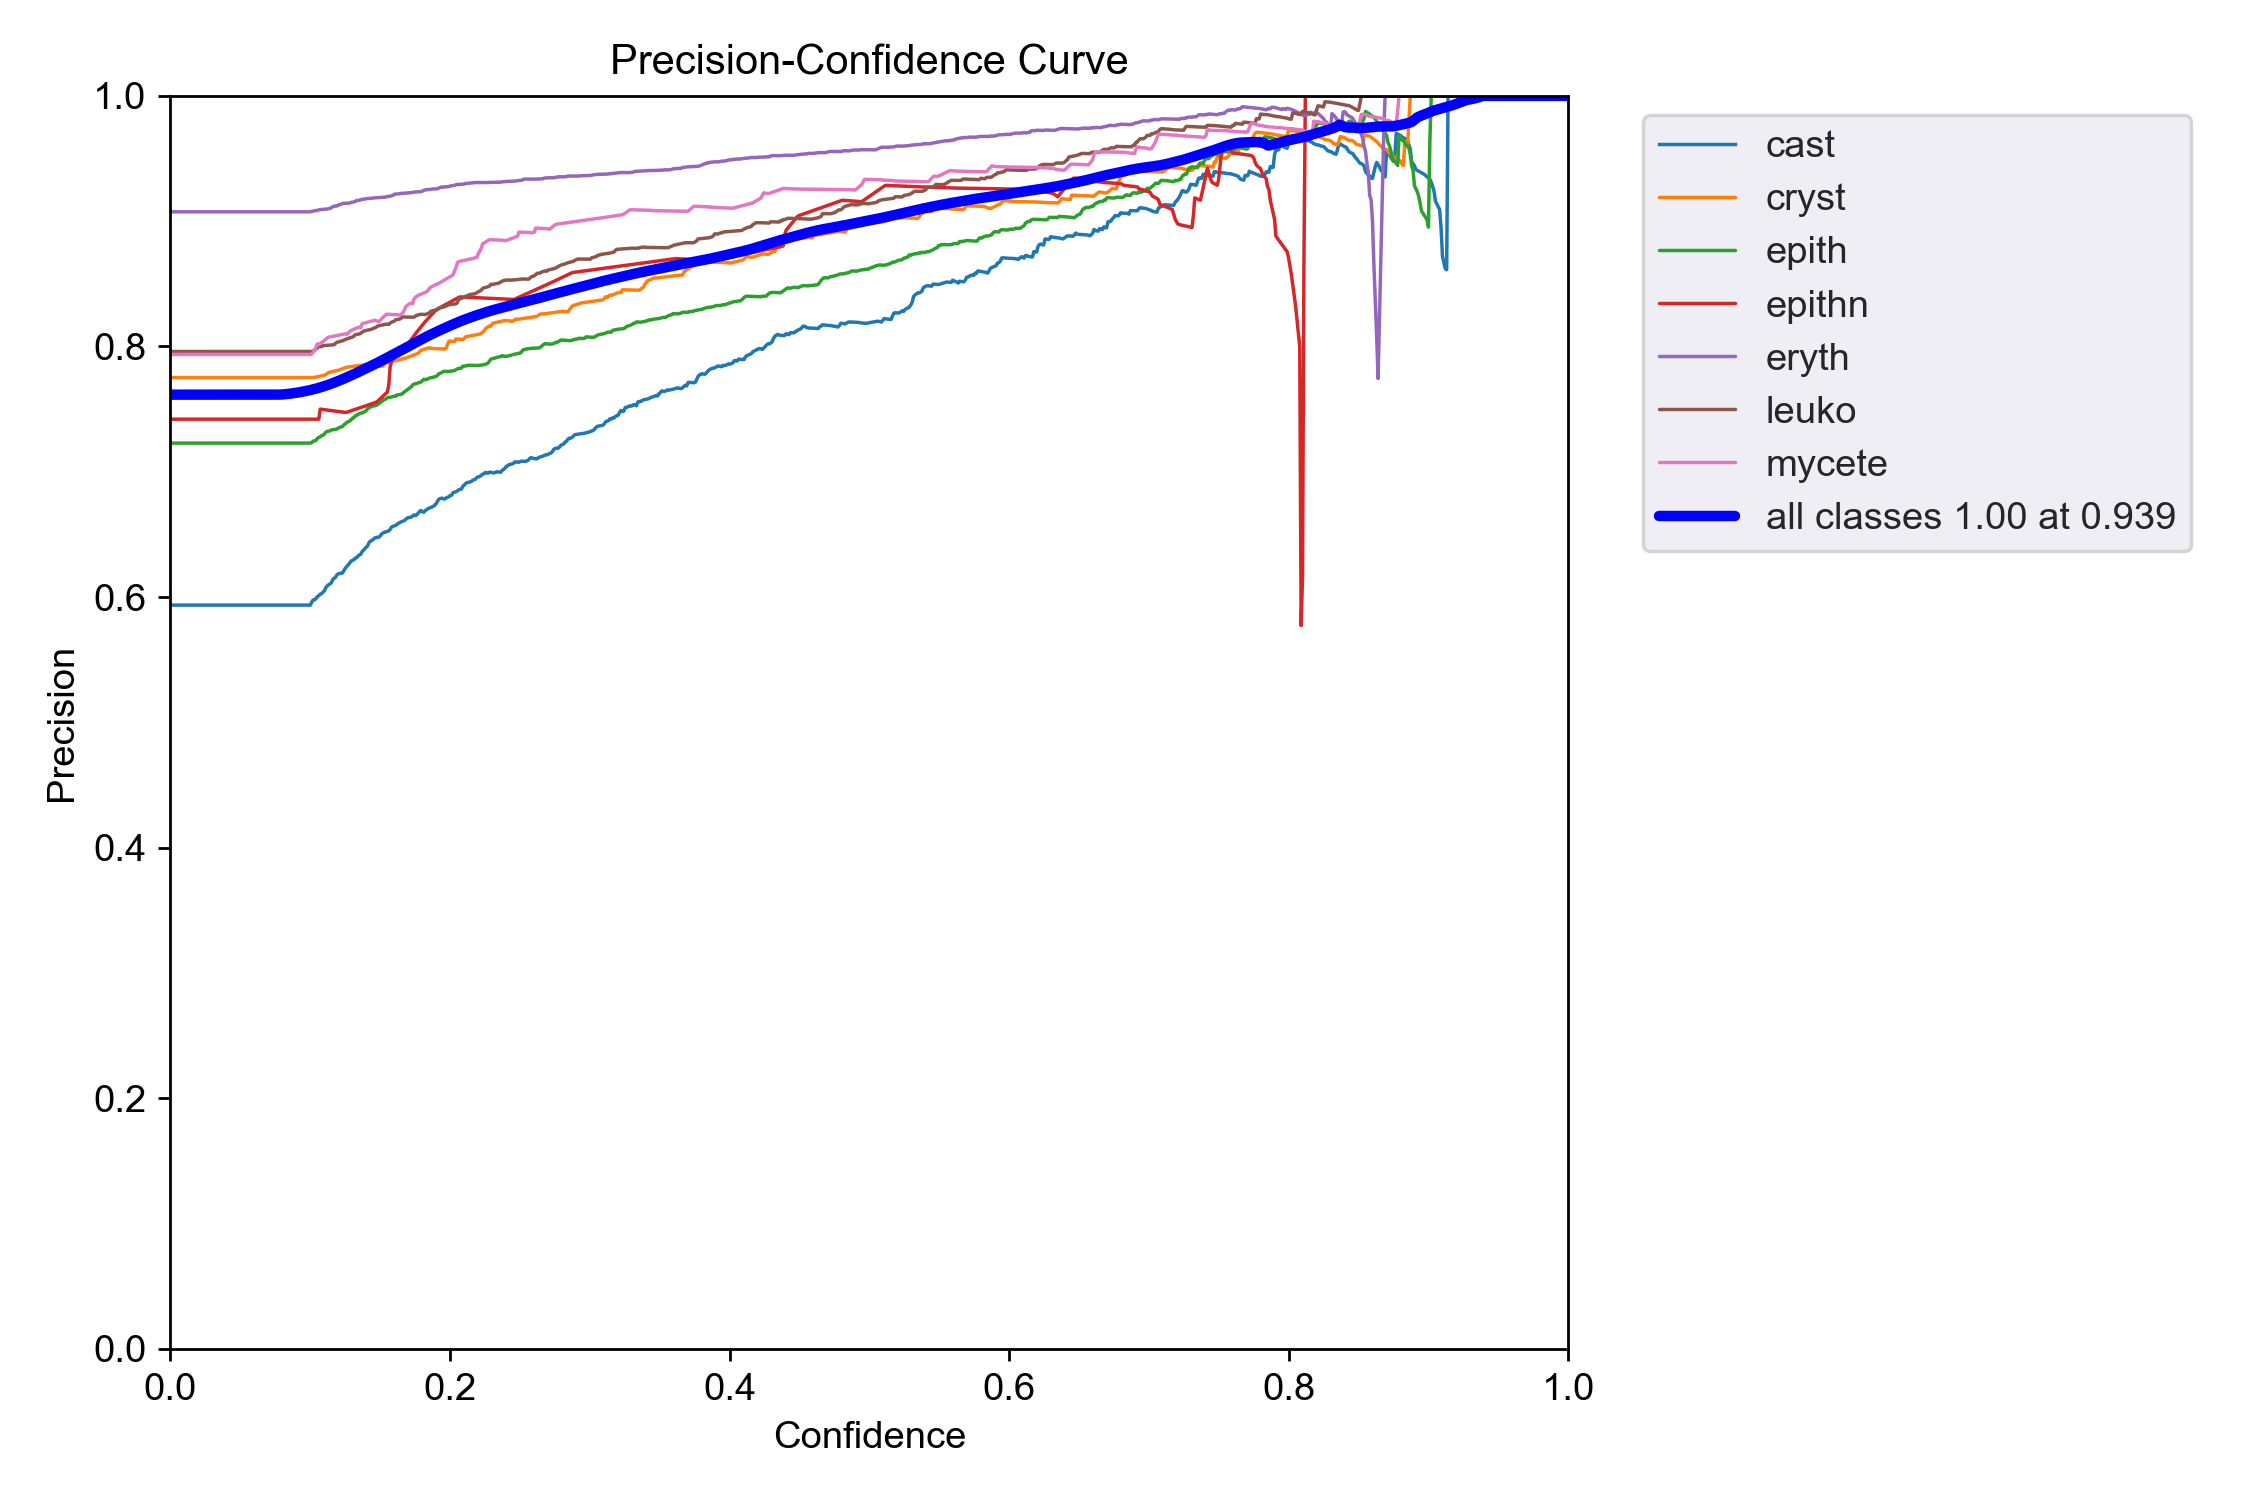 Precision-Confidence Curve
1.0
0.8
0.6
0.4
0.2
0.0
Precision
0.0 0.2 0.4 0.6 0.8 1.0
Confidence
cast
cryst
epith
epithn
eryth
leuko
mycete
all classes 1.00 at 0.939